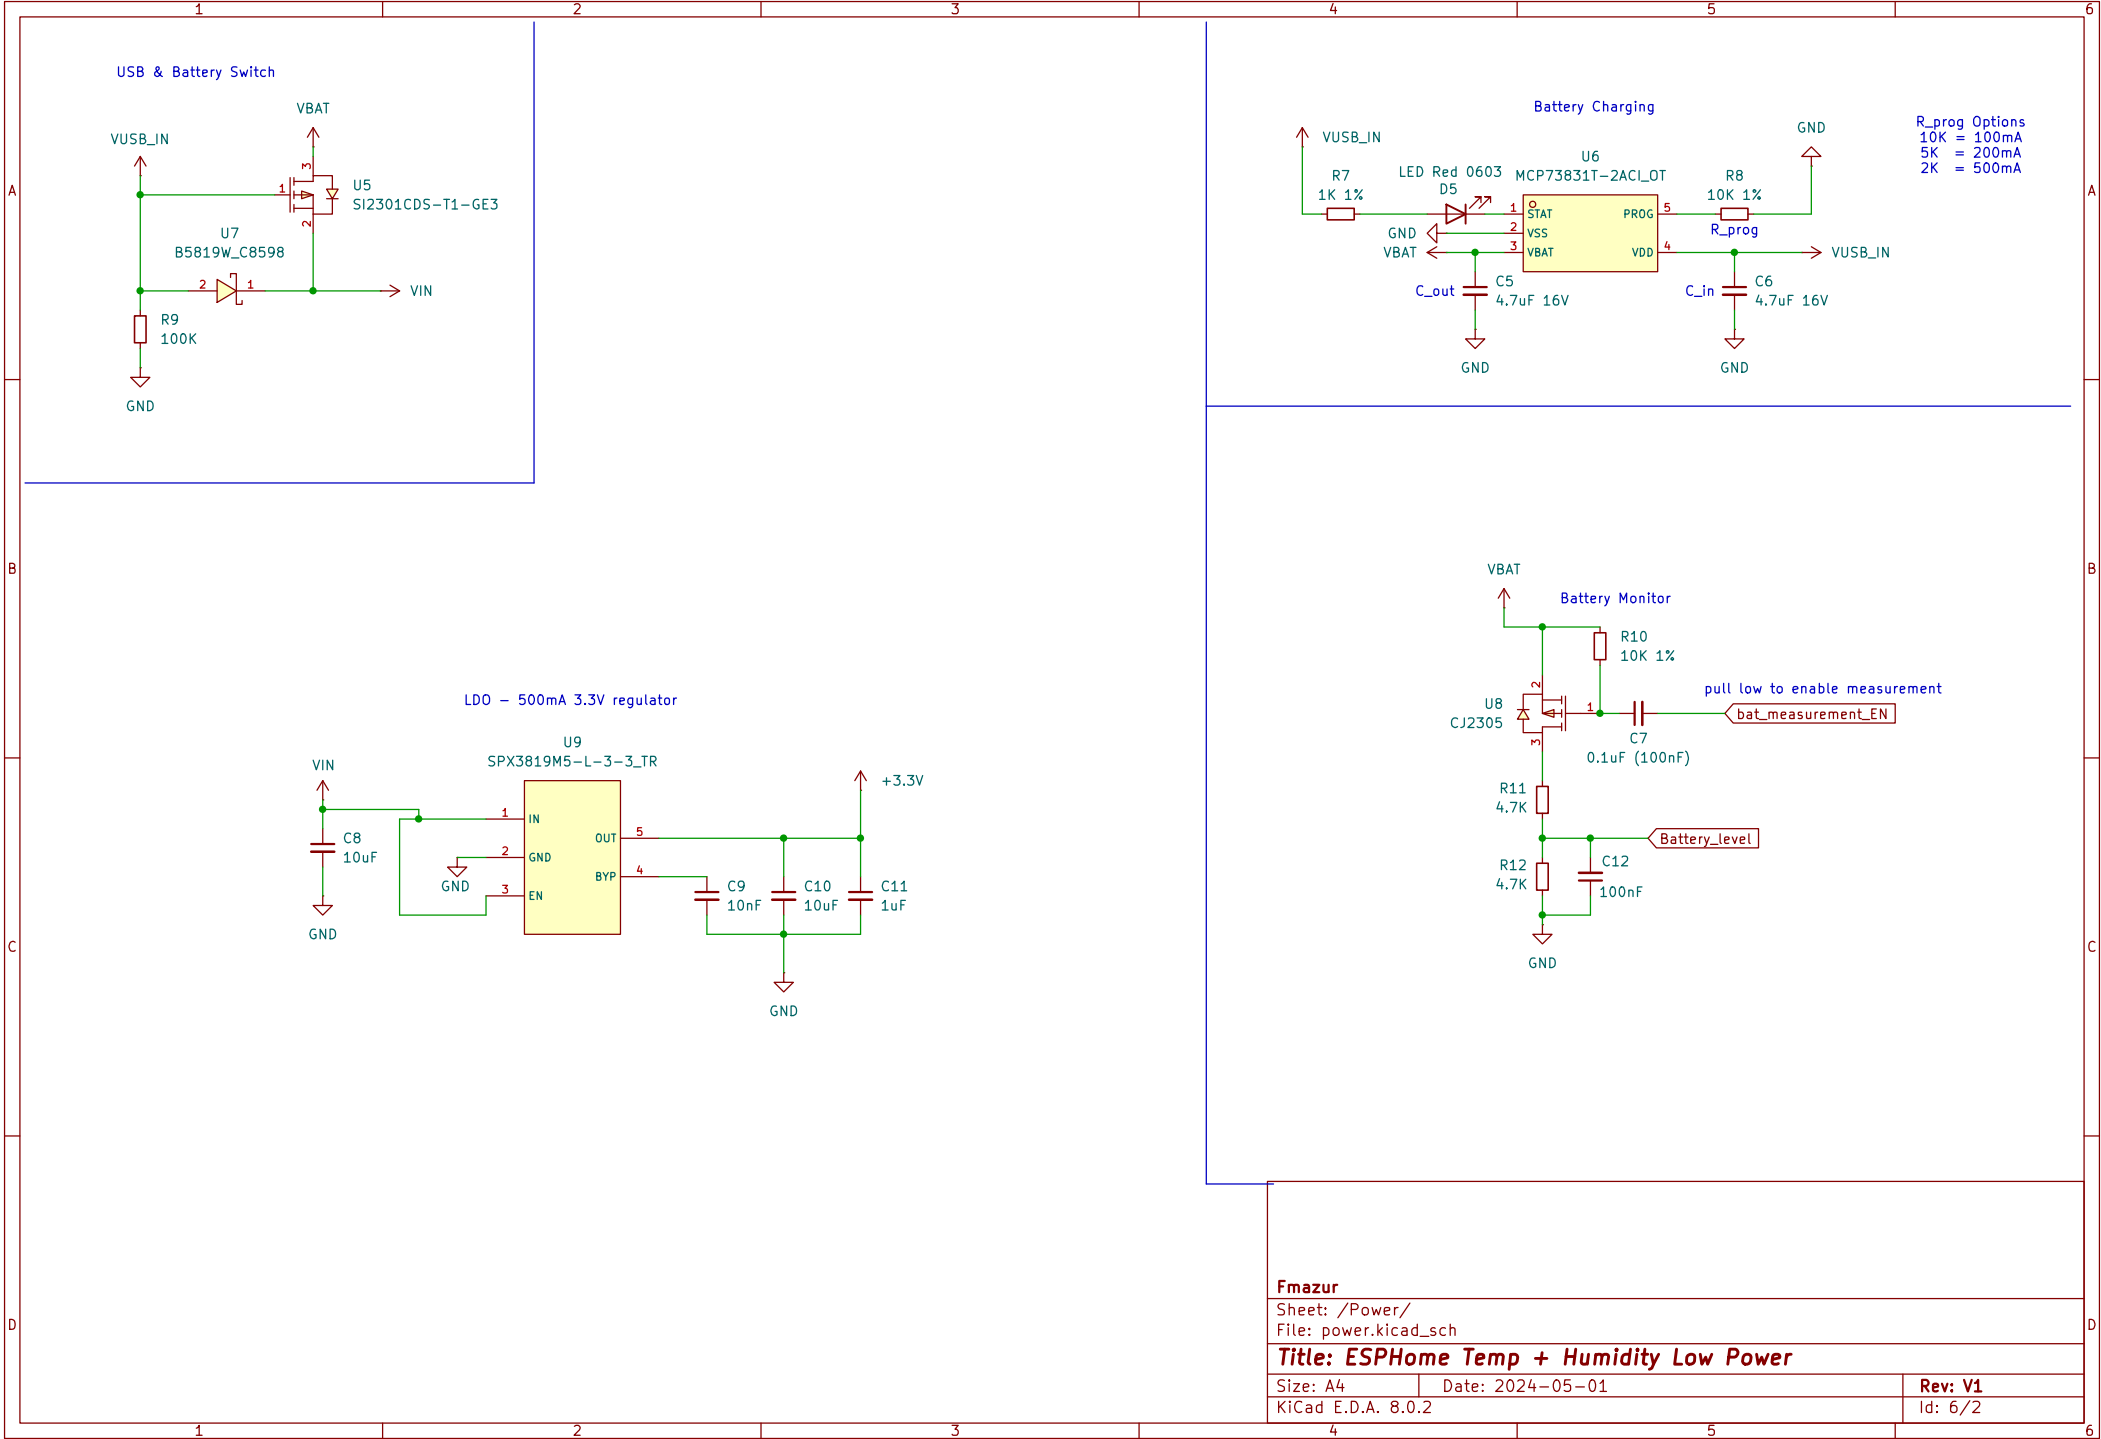 1 2 3 4 5 6
A
B
C
D
A
B
C
D
1 2 3 4 5 6
USB & Battery Switch
VBAT
VUSB_IN
3
1
2
U5
SI2301CDS-T1-GE3
U7
B5819W_C8598
2 1
VIN
R9
100K
GND
Battery Charging
VUSB_IN
R7
1K 1%
LED Red 0603
D5
U6
MCP73831T-2ACI_OT
1 STAT
2 VSS
3 VBAT
PROG 5
VDD 4
GND
VBAT
R8
10K 1%
R_prog
GND
VUSB_IN
C_out
C5
4.7uF 16V
GND
C_in
C6
4.7uF 16V
GND
R_prog Options
10K = 100mA
5K = 200mA
2K = 500mA
VBAT
Battery Monitor
R10
10K 1%
2
U8
CJ2305
1
3
pull low to enable measurement
bat_measurement_EN
C7
0.1uF (100nF)
R11
4.7K
Battery_level
R12
4.7K
C12
100nF
GND
LDO - 500mA 3.3V regulator
U9
SPX3819M5-L-3-3_TR
VIN
C8
10uF
GND
1 IN
2 GND
3 EN
OUT 5
BYP 4
GND
+3.3V
C9
10nF
C10
10uF
C11
1uF
GND
Fmazur
Sheet: /Power/
File: power.kicad_sch
Title: ESPHome Temp + Humidity Low Power
Size: A4 Date: 2024-05-01 Rev: V1
KiCad E.D.A. 8.0.2 Id: 6/2